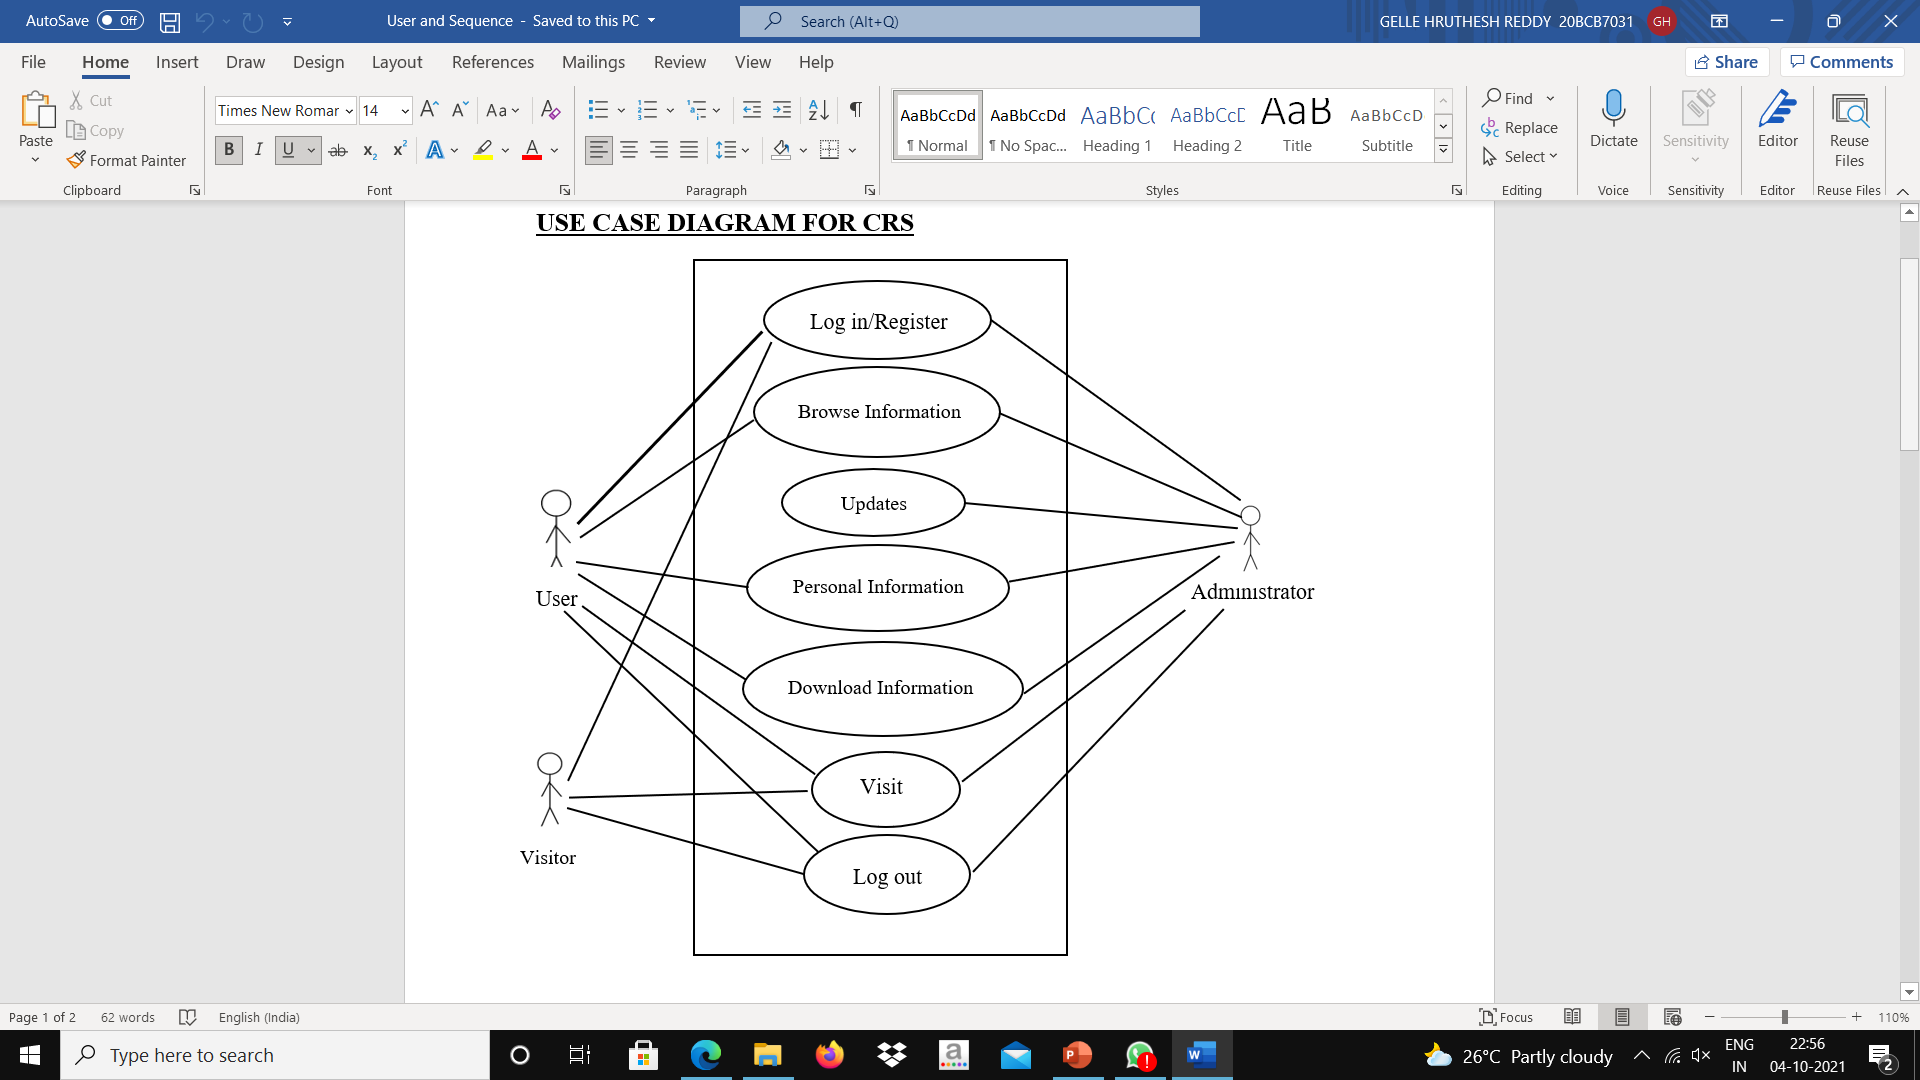 AutoSave Off User and Sequence - Saved to this PC Search (Alt+Q) GELLE HRUTHESH REDDY 20BCB7031 GH
File Home Insert Draw Design Layout References Mailings Review View Help Share Comments
Paste
Cut
Copy
Format Painter
Clipboard
Times New Romar 14
Font
Paragraph
AaBbCcDd AaBbCcDd AaBbCc AaBbCcD AaB AaBbCcD
¶ Normal ¶ No Spac... Heading 1 Heading 2 Title Subtitle
Styles
Find
Replace
Select
Editing
Dictate
Voice
Sensitivity
Sensitivity
Editor
Editor
Reuse
Files
Reuse Files
USE CASE DIAGRAM FOR CRS
Log in/Register
Browse Information
Updates
Personal Information
User
Administrator
Download Information
Visit
Visitor
Log out
Page 1 of 2 62 words English (India) Focus 110%
Type here to search 26°C Partly cloudy
ENG
IN
22:56
04-10-2021
2